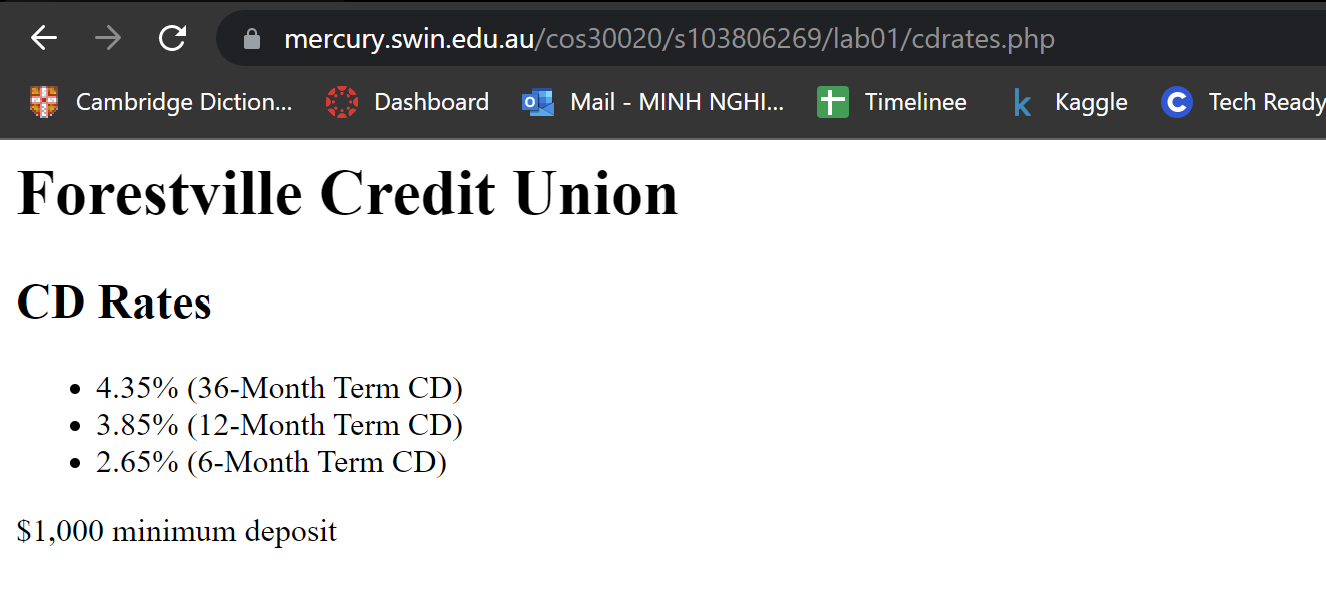 mercury.swin.edu.au/cos30020/s103806269/lab01/cdrates.php
Cambridge Diction... Dashboard Mail - MINH NGHI... Timelinee k Kaggle C Tech Ready
Forestville Credit Union
CD Rates
• 4.35% (36-Month Term CD)
• 3.85% (12-Month Term CD)
• 2.65% (6-Month Term CD)
$1,000 minimum deposit